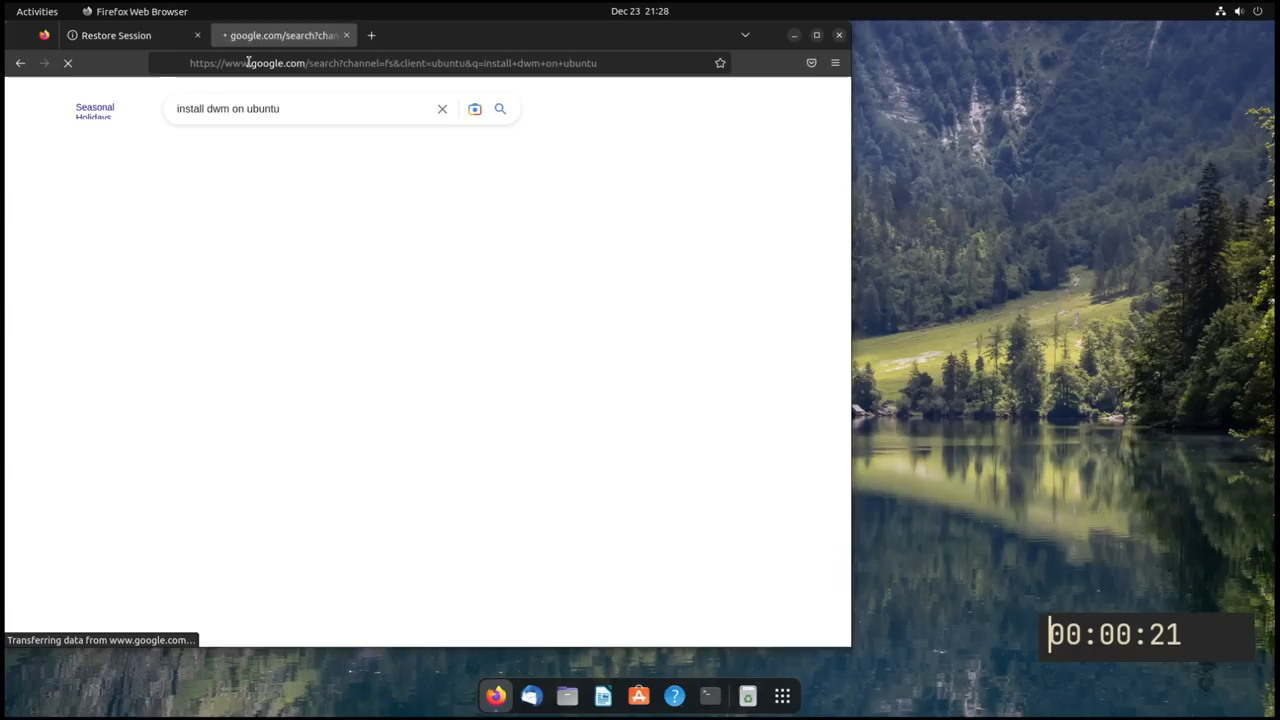 Activities
Firefox Web Browser
Dec 23 21:28
Restore Session
google.com/search?chan
https://www.google.com/search?channel=fs&client=ubuntu&q=install+dwm+on+ubuntu
Seasonal
Holidays
install dwm on ubuntu
Transferring data from www.google.com…
00:00:21